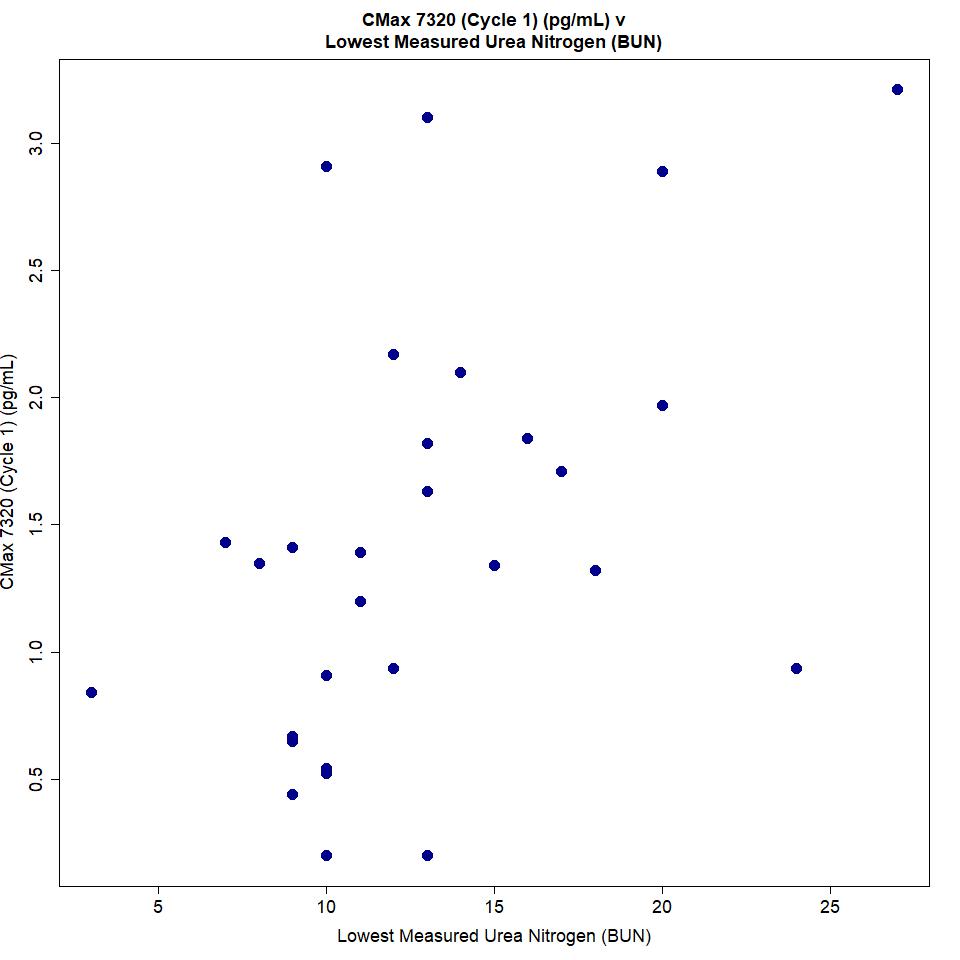 CMax 7320 (Cycle 1) (pg/mL) v
Lowest Measured Urea Nitrogen (BUN)
CMax 7320 (Cycle 1) (pg/mL)
3.0
2.5
2.0
1.5
1.0
0.5
5 10 15 20 25
Lowest Measured Urea Nitrogen (BUN)